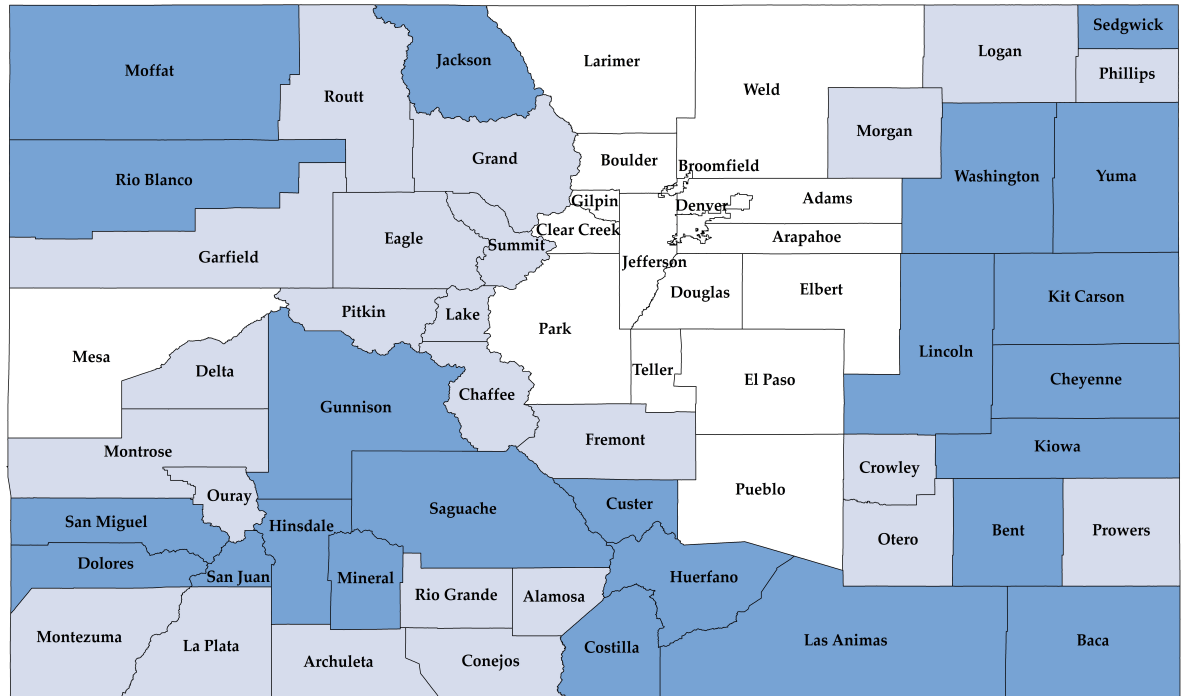 Sedgwick
Logan
Jackson
Larimer
Moffat
Phillips
Weld
Routt
Morgan
Grand
Boulder
Broomfield
Rio Blanco
Washington
Yuma
Gilpin
Denver
Adams
Clear Creek
Eagle
Summit
Arapahoe
Garfield
Jefferson
Douglas
Elbert
Kit Carson
Pitkin
Lake
Park
Mesa
Lincoln
Delta
Teller
El Paso
Cheyenne
Chaffee
Gunnison
Fremont
Kiowa
Montrose
Crowley
Ouray
Pueblo
Custer
Saguache
San Miguel
Hinsdale
Bent
Prowers
Otero
Dolores
San Juan
Mineral
Huerfano
Rio Grande
Alamosa
Montezuma
La Plata
Costilla
Las Animas
Baca
Archuleta
Conejos